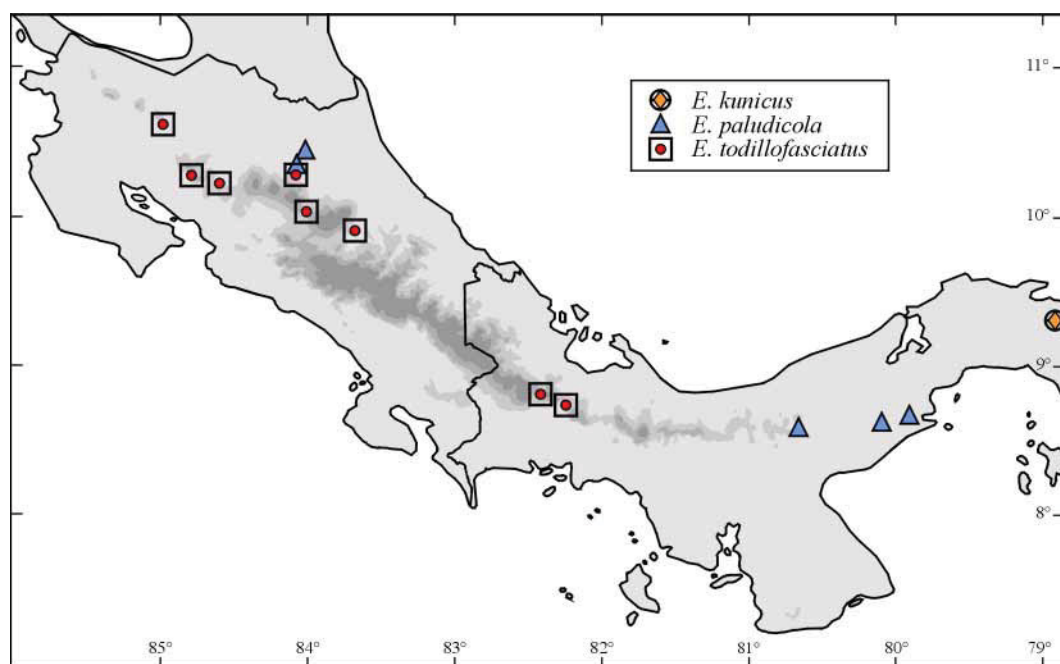 11°
E. kunicus
E. paludicola
E. todillofasciatus
10°
9°
8°
85° 84° 83° 82° 81° 80° 79°